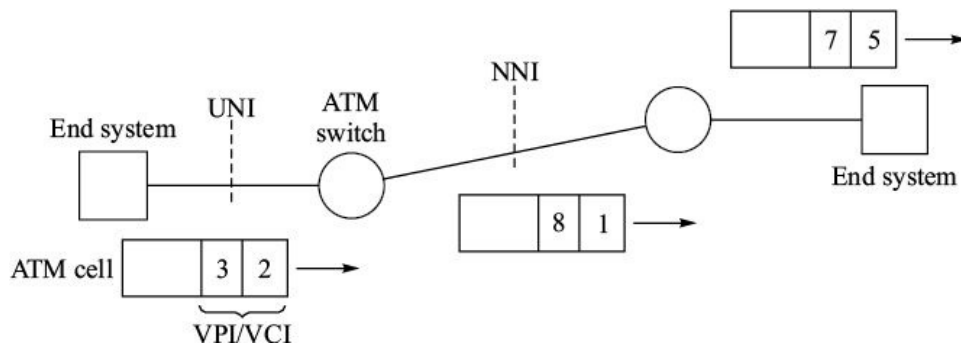 7 5
NNI
UNI
ATM
switch
End system
End system
8 1
ATM cell
3 2
VPI/VCI